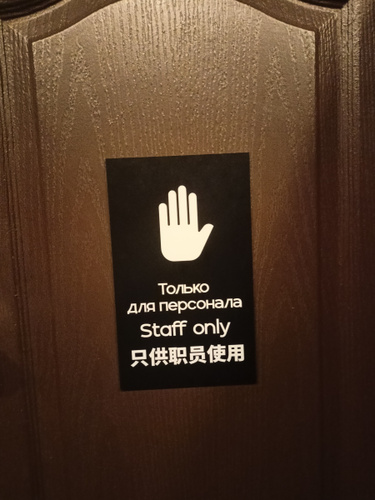 Только
для персонала
Staff only
只供职员使用